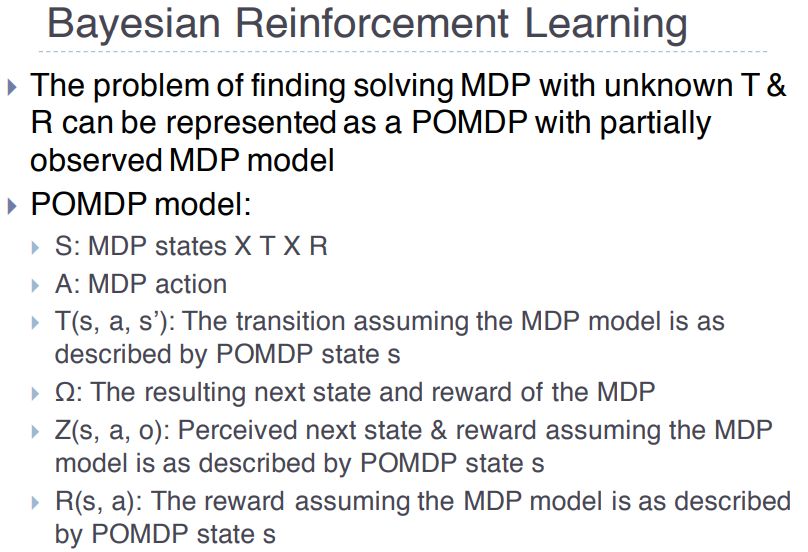 Bayesian Reinforcement Learning
The problem of finding solving MDP with unknown T &
R can be represented as a POMDP with partially
observed MDP model
POMDP model:
S: MDP states X T X R
A: MDP action
T(s, a, s’): The transition assuming the MDP model is as
described by POMDP state s
Ω: The resulting next state and reward of the MDP
Z(s, a, o): Perceived next state & reward assuming the MDP
model is as described by POMDP state s
R(s, a): The reward assuming the MDP model is as described
by POMDP state s